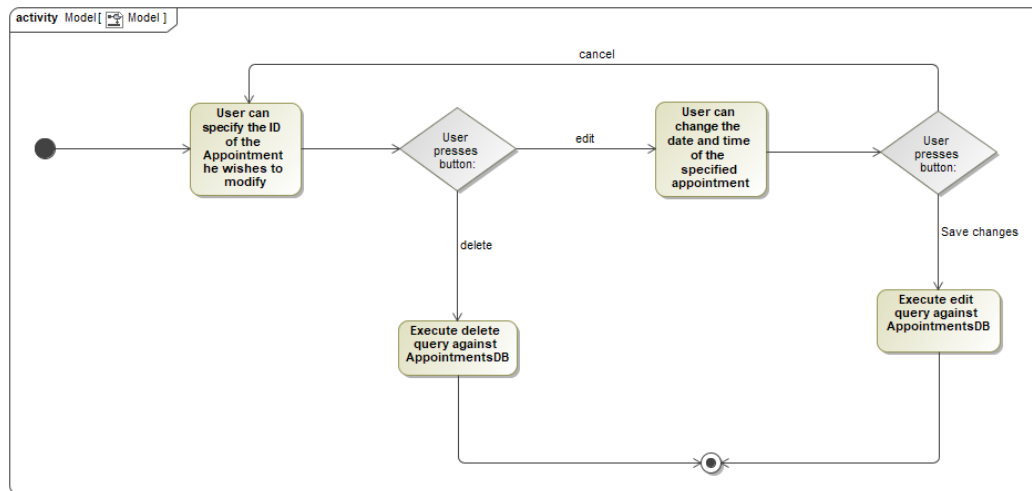 activity Model[ Model ]
cancel
User can
specify the ID
of the
Appointment
he wishes to
modify
User
presses
button:
edit
User can
change the
date and time
of the
specified
appointment
User
presses
button:
delete
Save changes
Execute delete
query against
AppointmentsDB
Execute edit
query against
AppointmentsDB